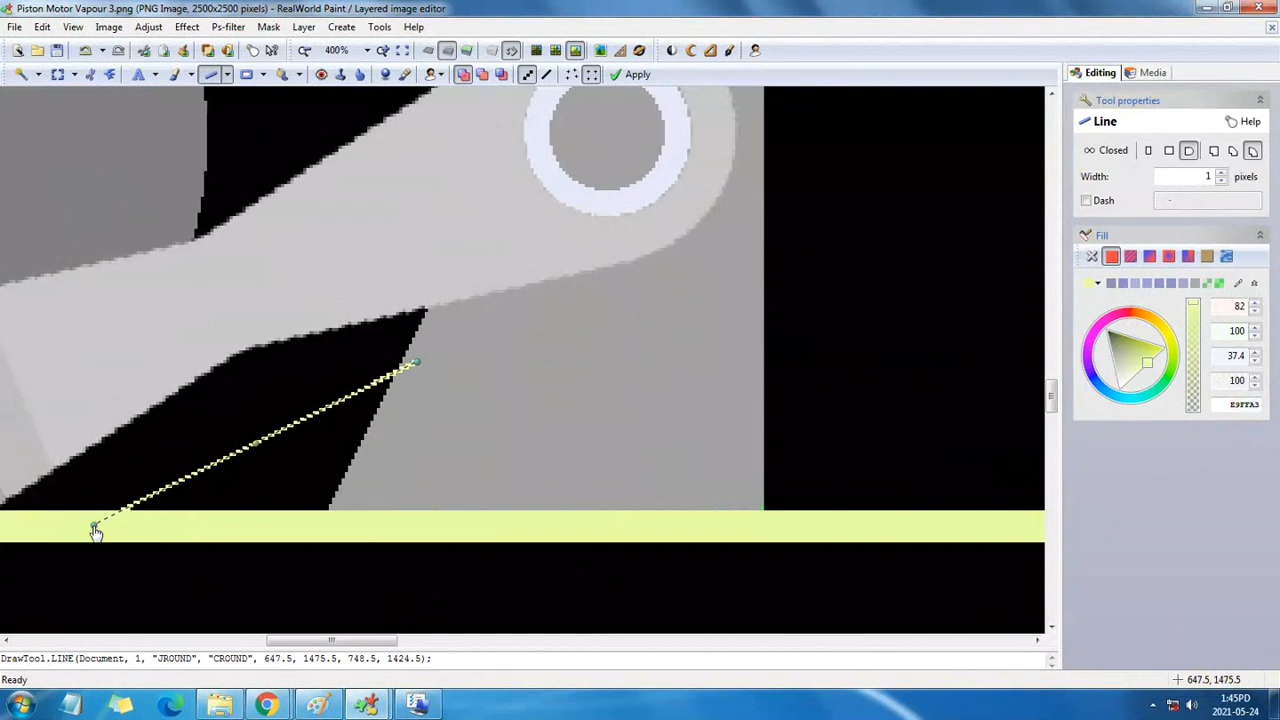 Piston Motor Vapour 3.png (PNG Image, 2500x2500 pixels) - RealWorld Paint / Layered image editor
File Edit View Image Adjust Effect Ps-filter Mask Layer Create Tools Help
400%
Apply
Editing Media
Tool properties
Line Help
Closed
Width: 1 pixels
Dash -
Fill
82
100
37.4
100
E9FFA3
DrawTool.LINE(Document, 1, "JROUND", "CROUND", 647.5, 1475.5, 748.5, 1424.5);
Ready 647.5, 1475.5
1:45PD
2021-05-24